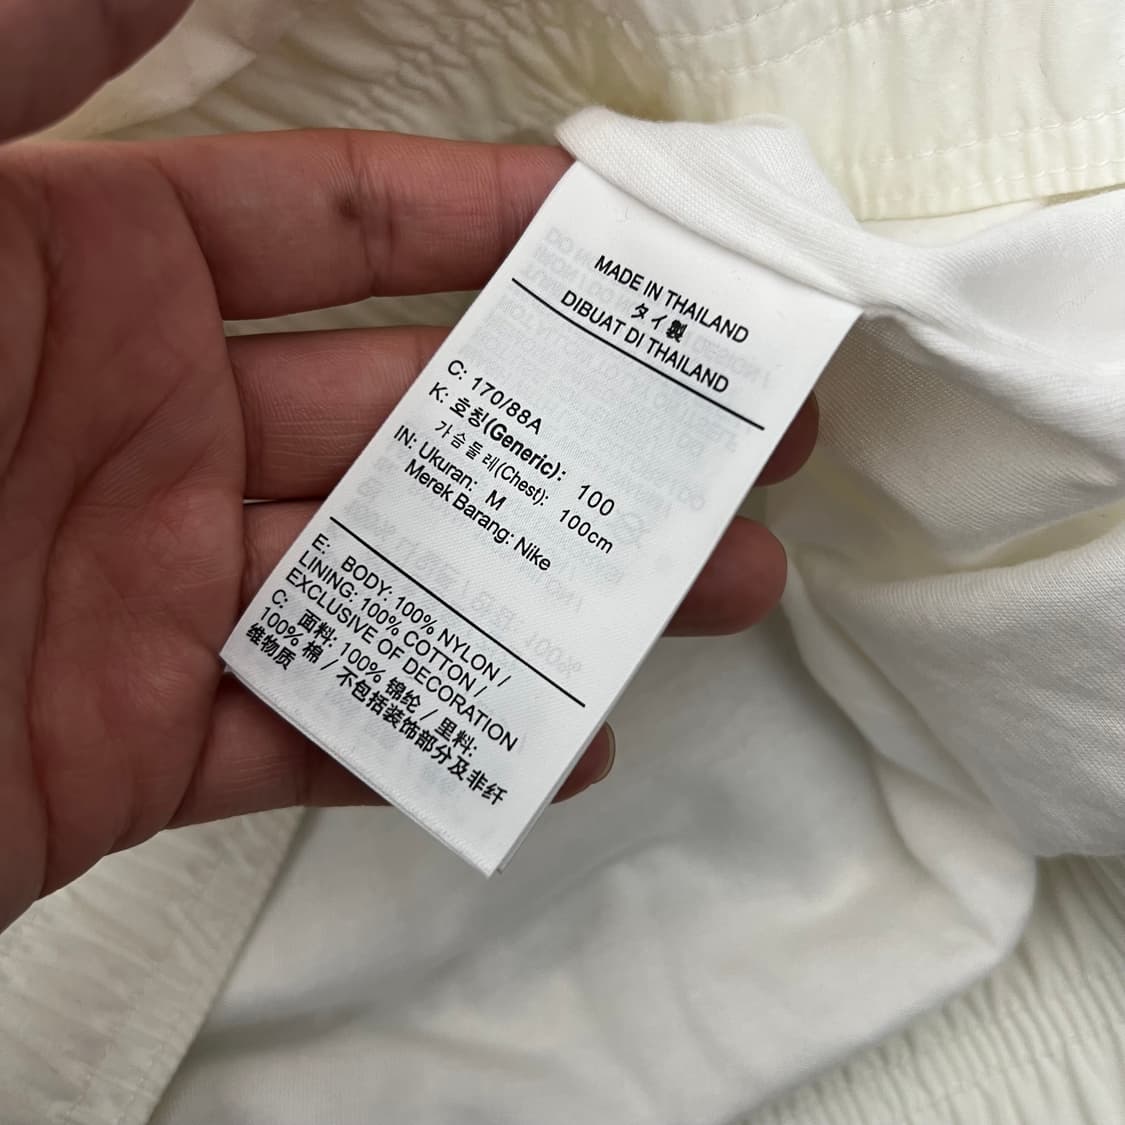 MADE IN THAILAND
タイ製
DIBUAT DI THAILAND
C: 170/88A
K: 호칭(Generic): 100
가슴둘레(Chest): 100cm
IN: Ukuran: M
Merek Barang: Nike
E: BODY: 100% NYLON /
LINING: 100% COTTON /
EXCLUSIVE OF DECORATION
C: 面料: 100% 锦纶 / 里料:
100% 棉 / 不包括装饰部分及非纤
维物质